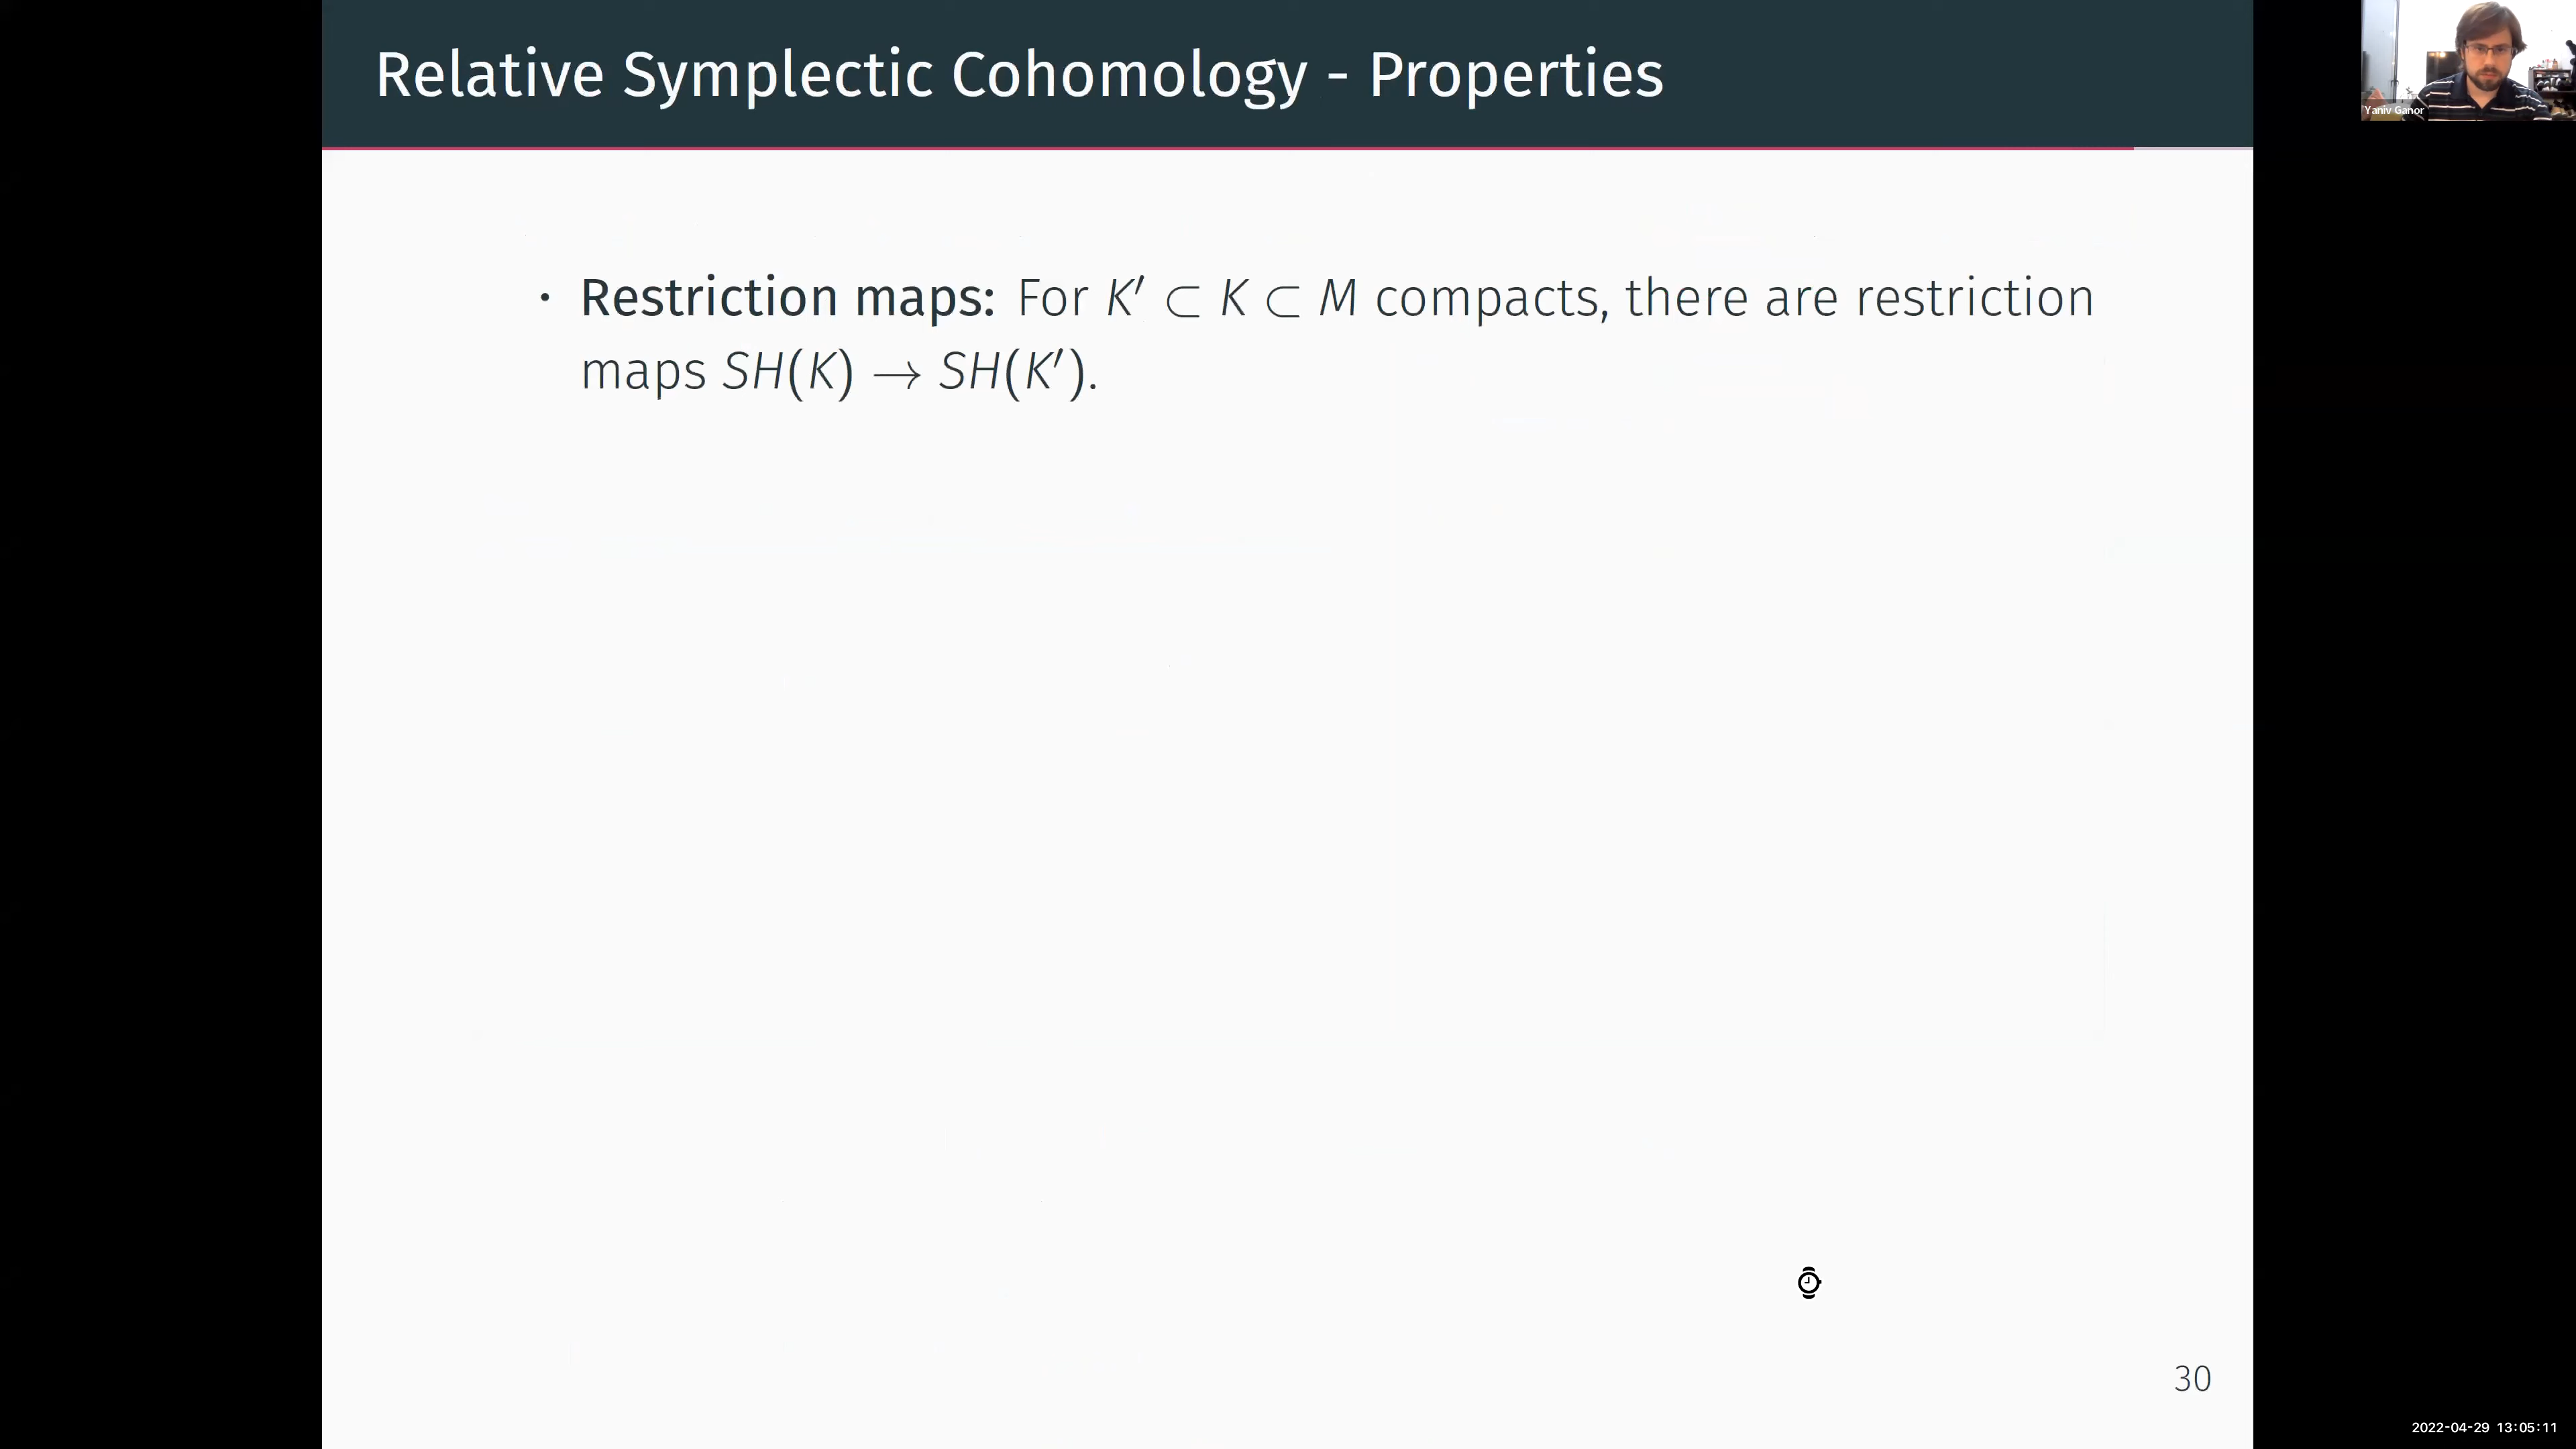 Relative Symplectic Cohomology - Properties
Yaniv Ganor
• Restriction maps: For K′ ⊂ K ⊂ M compacts, there are restriction
maps SH(K) → SH(K′).
30
2022-04-29 13:05:11